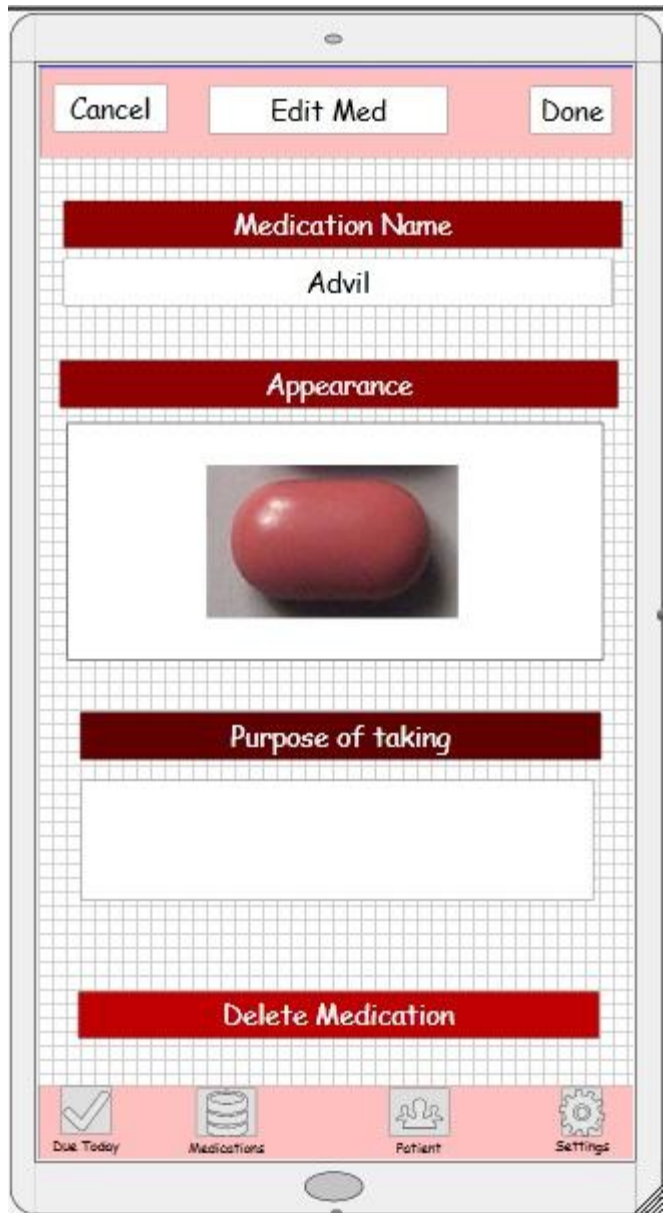 Cancel
Edit Med
Done
Medication Name
Advil
Appearance
Purpose of taking
Delete Medication
Due Today
Medications
Patient
Settings